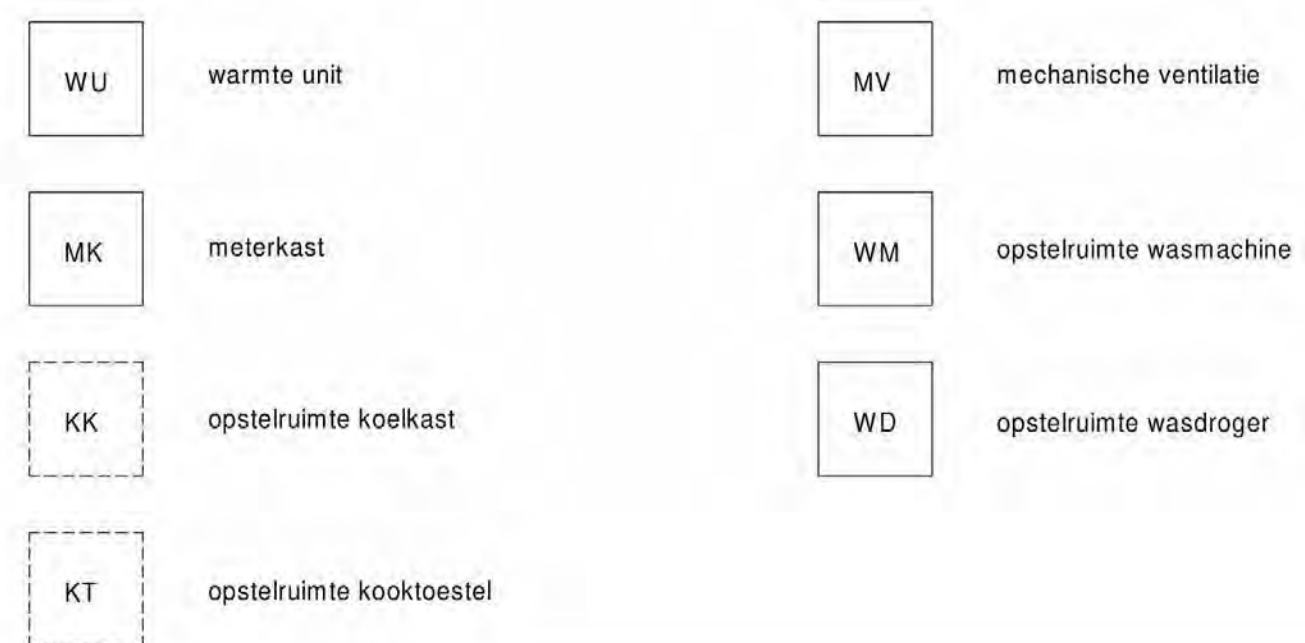 WU warmte unit
MK meterkast
KK opstelruimte koelkast
KT opstelruimte kooktoestel
MV mechanische ventilatie
WM opstelruimte wasmachine
WD opstelruimte wasdroger